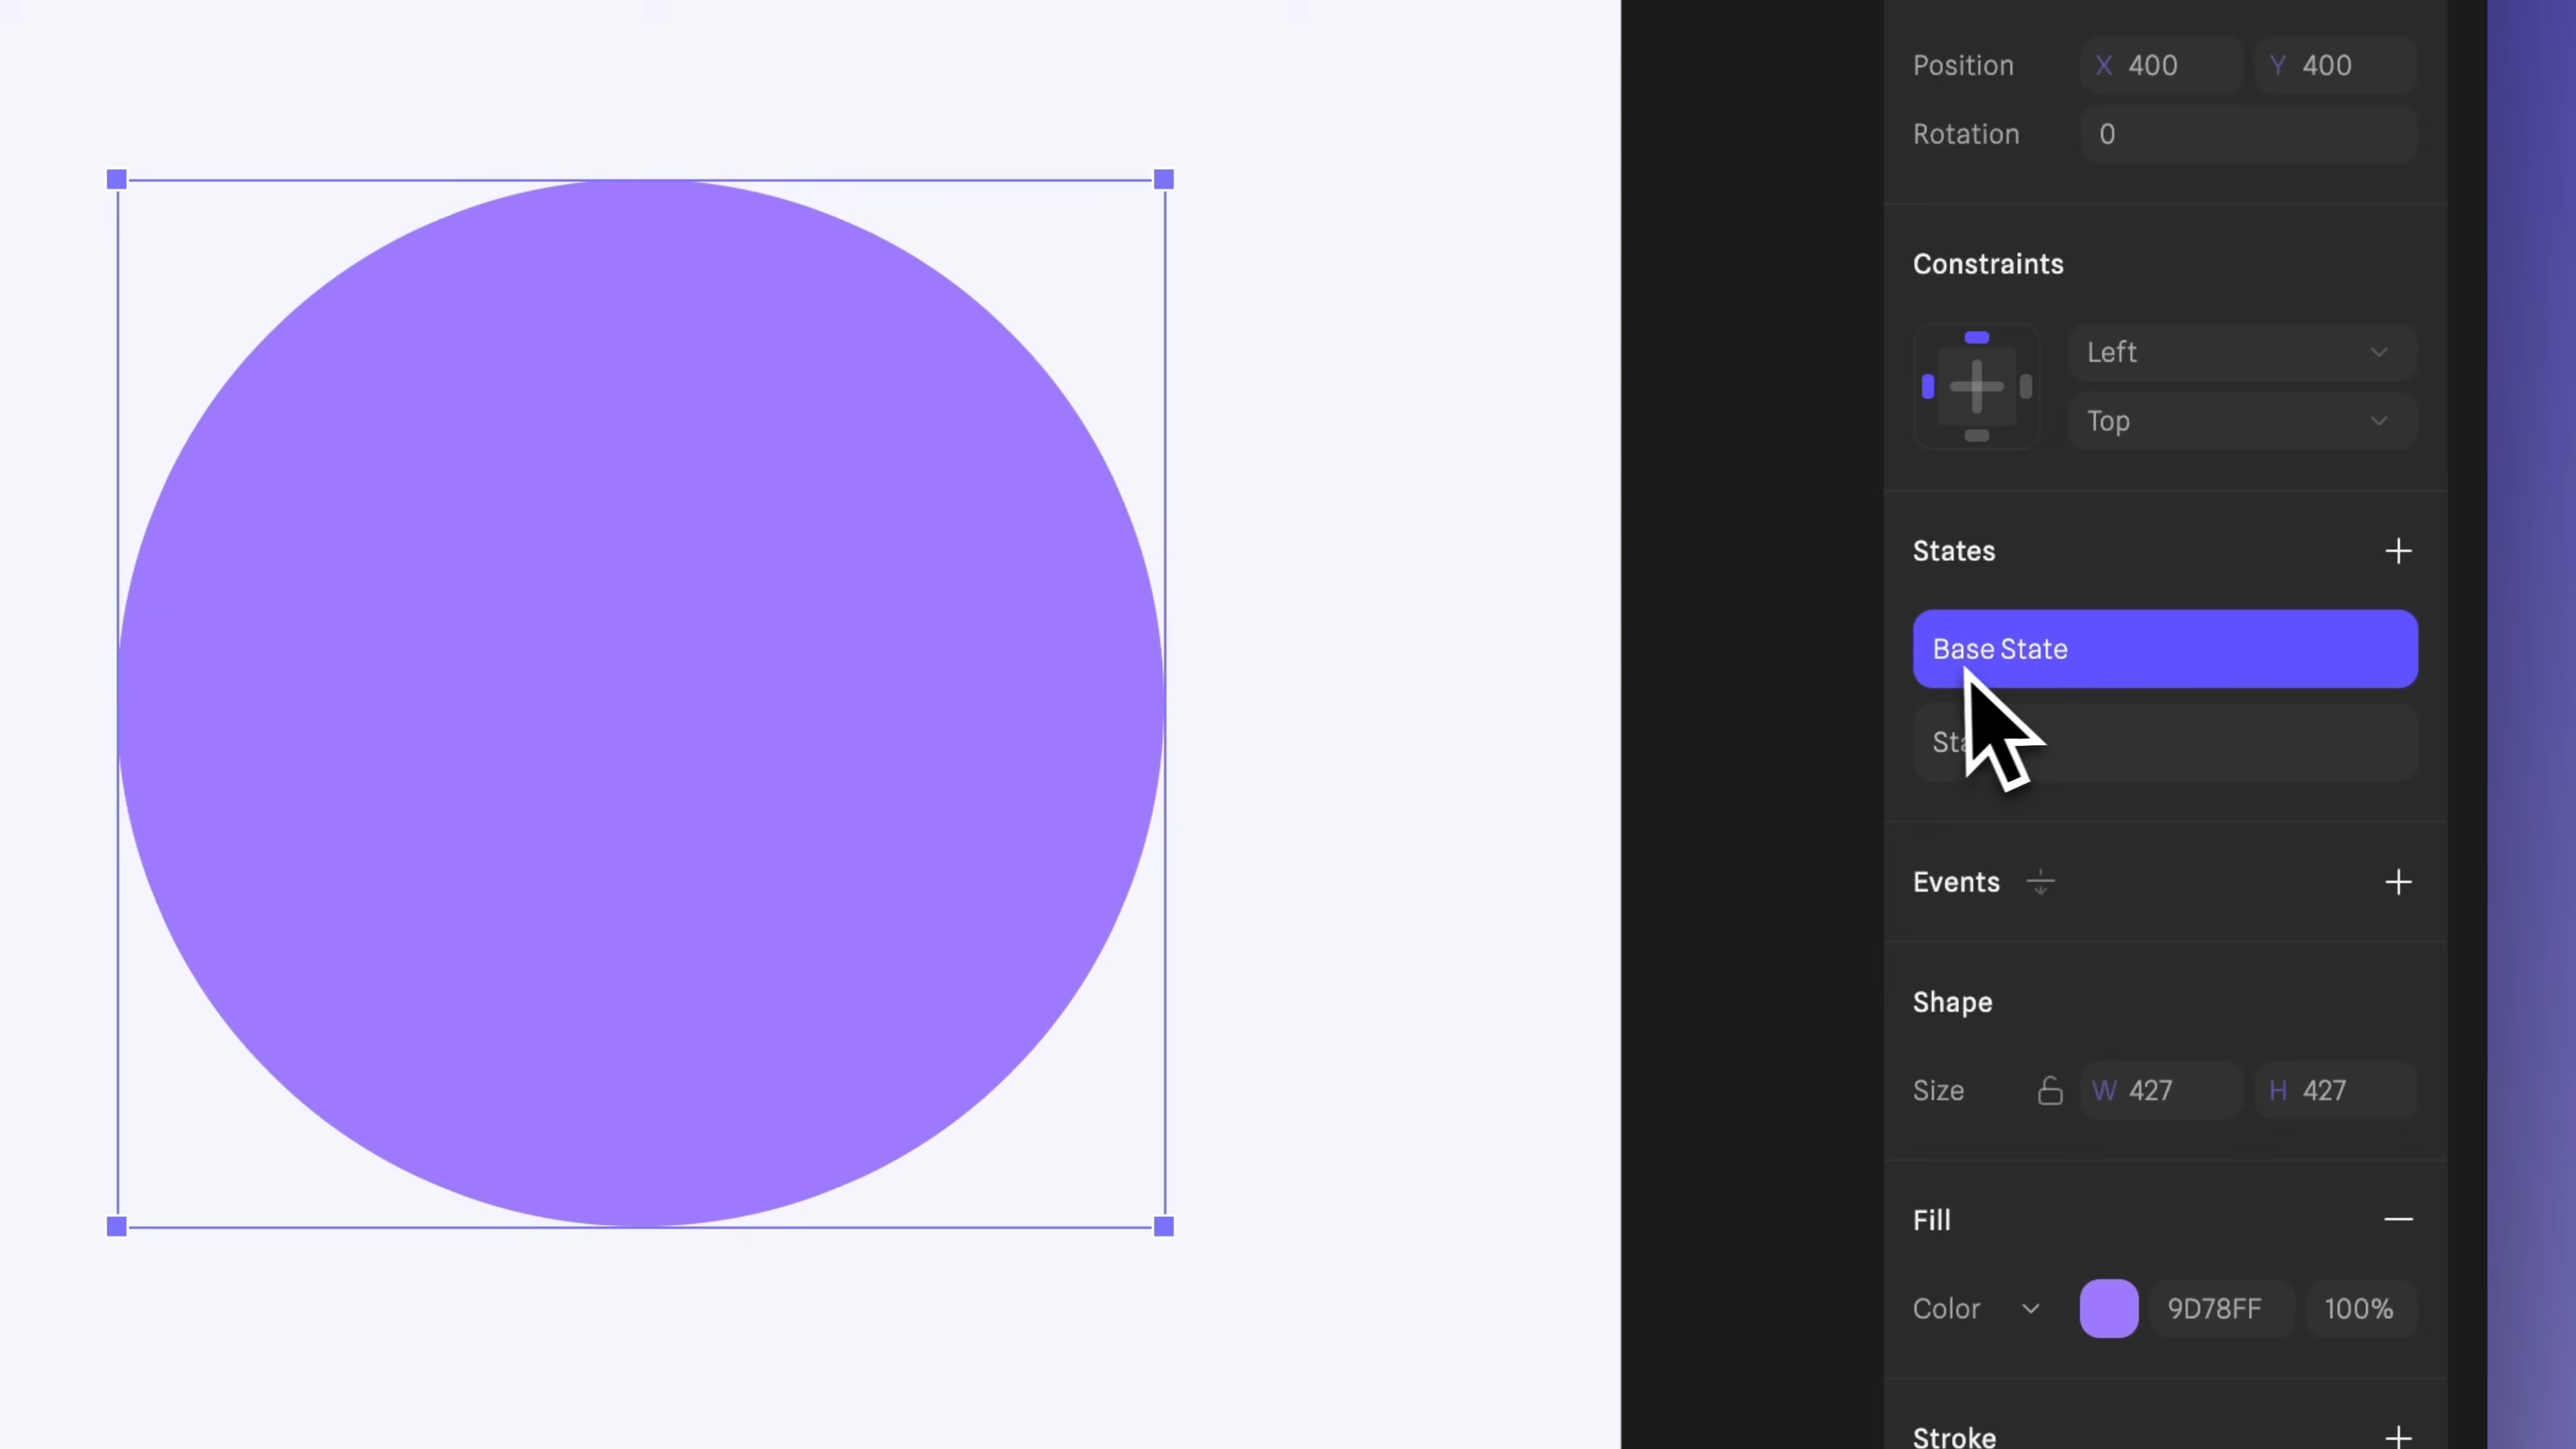 Position X 400 Y 400
Rotation 0
Constraints
Left
Top
States
Base State
Events
Shape
Size W 427 H 427
Fill
Color 9D78FF 100%
Stroke